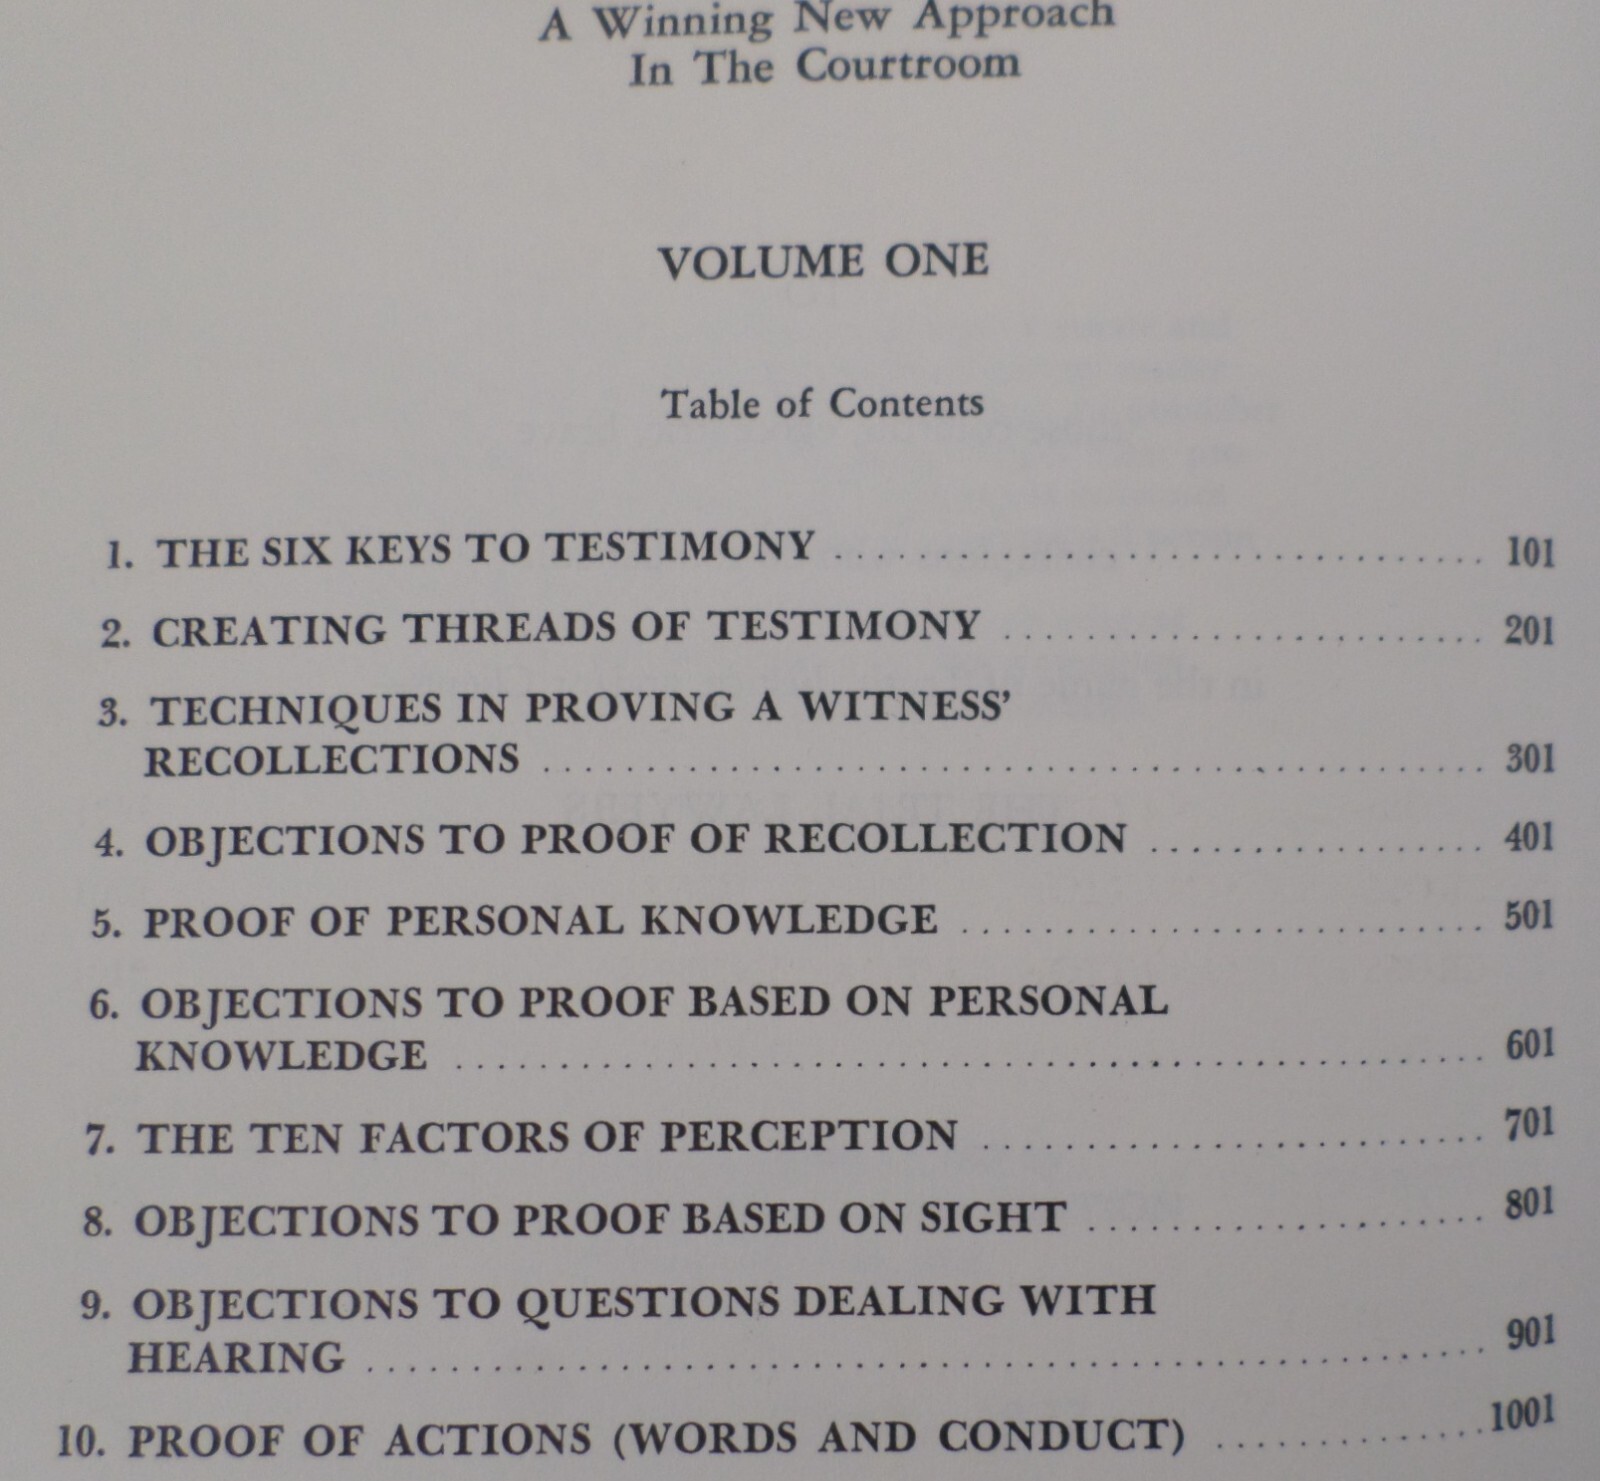 A Winning New Approach
In The Courtroom
VOLUME ONE
Table of Contents
1. THE SIX KEYS TO TESTIMONY ................................ 101
2. CREATING THREADS OF TESTIMONY ........................ 201
3. TECHNIQUES IN PROVING A WITNESS'
RECOLLECTIONS .............................................. 301
4. OBJECTIONS TO PROOF OF RECOLLECTION ................. 401
5. PROOF OF PERSONAL KNOWLEDGE .......................... 501
6. OBJECTIONS TO PROOF BASED ON PERSONAL
KNOWLEDGE .................................................. 601
7. THE TEN FACTORS OF PERCEPTION ......................... 701
8. OBJECTIONS TO PROOF BASED ON SIGHT .................... 801
9. OBJECTIONS TO QUESTIONS DEALING WITH
HEARING ...................................................... 901
10. PROOF OF ACTIONS (WORDS AND CONDUCT) ..............1001